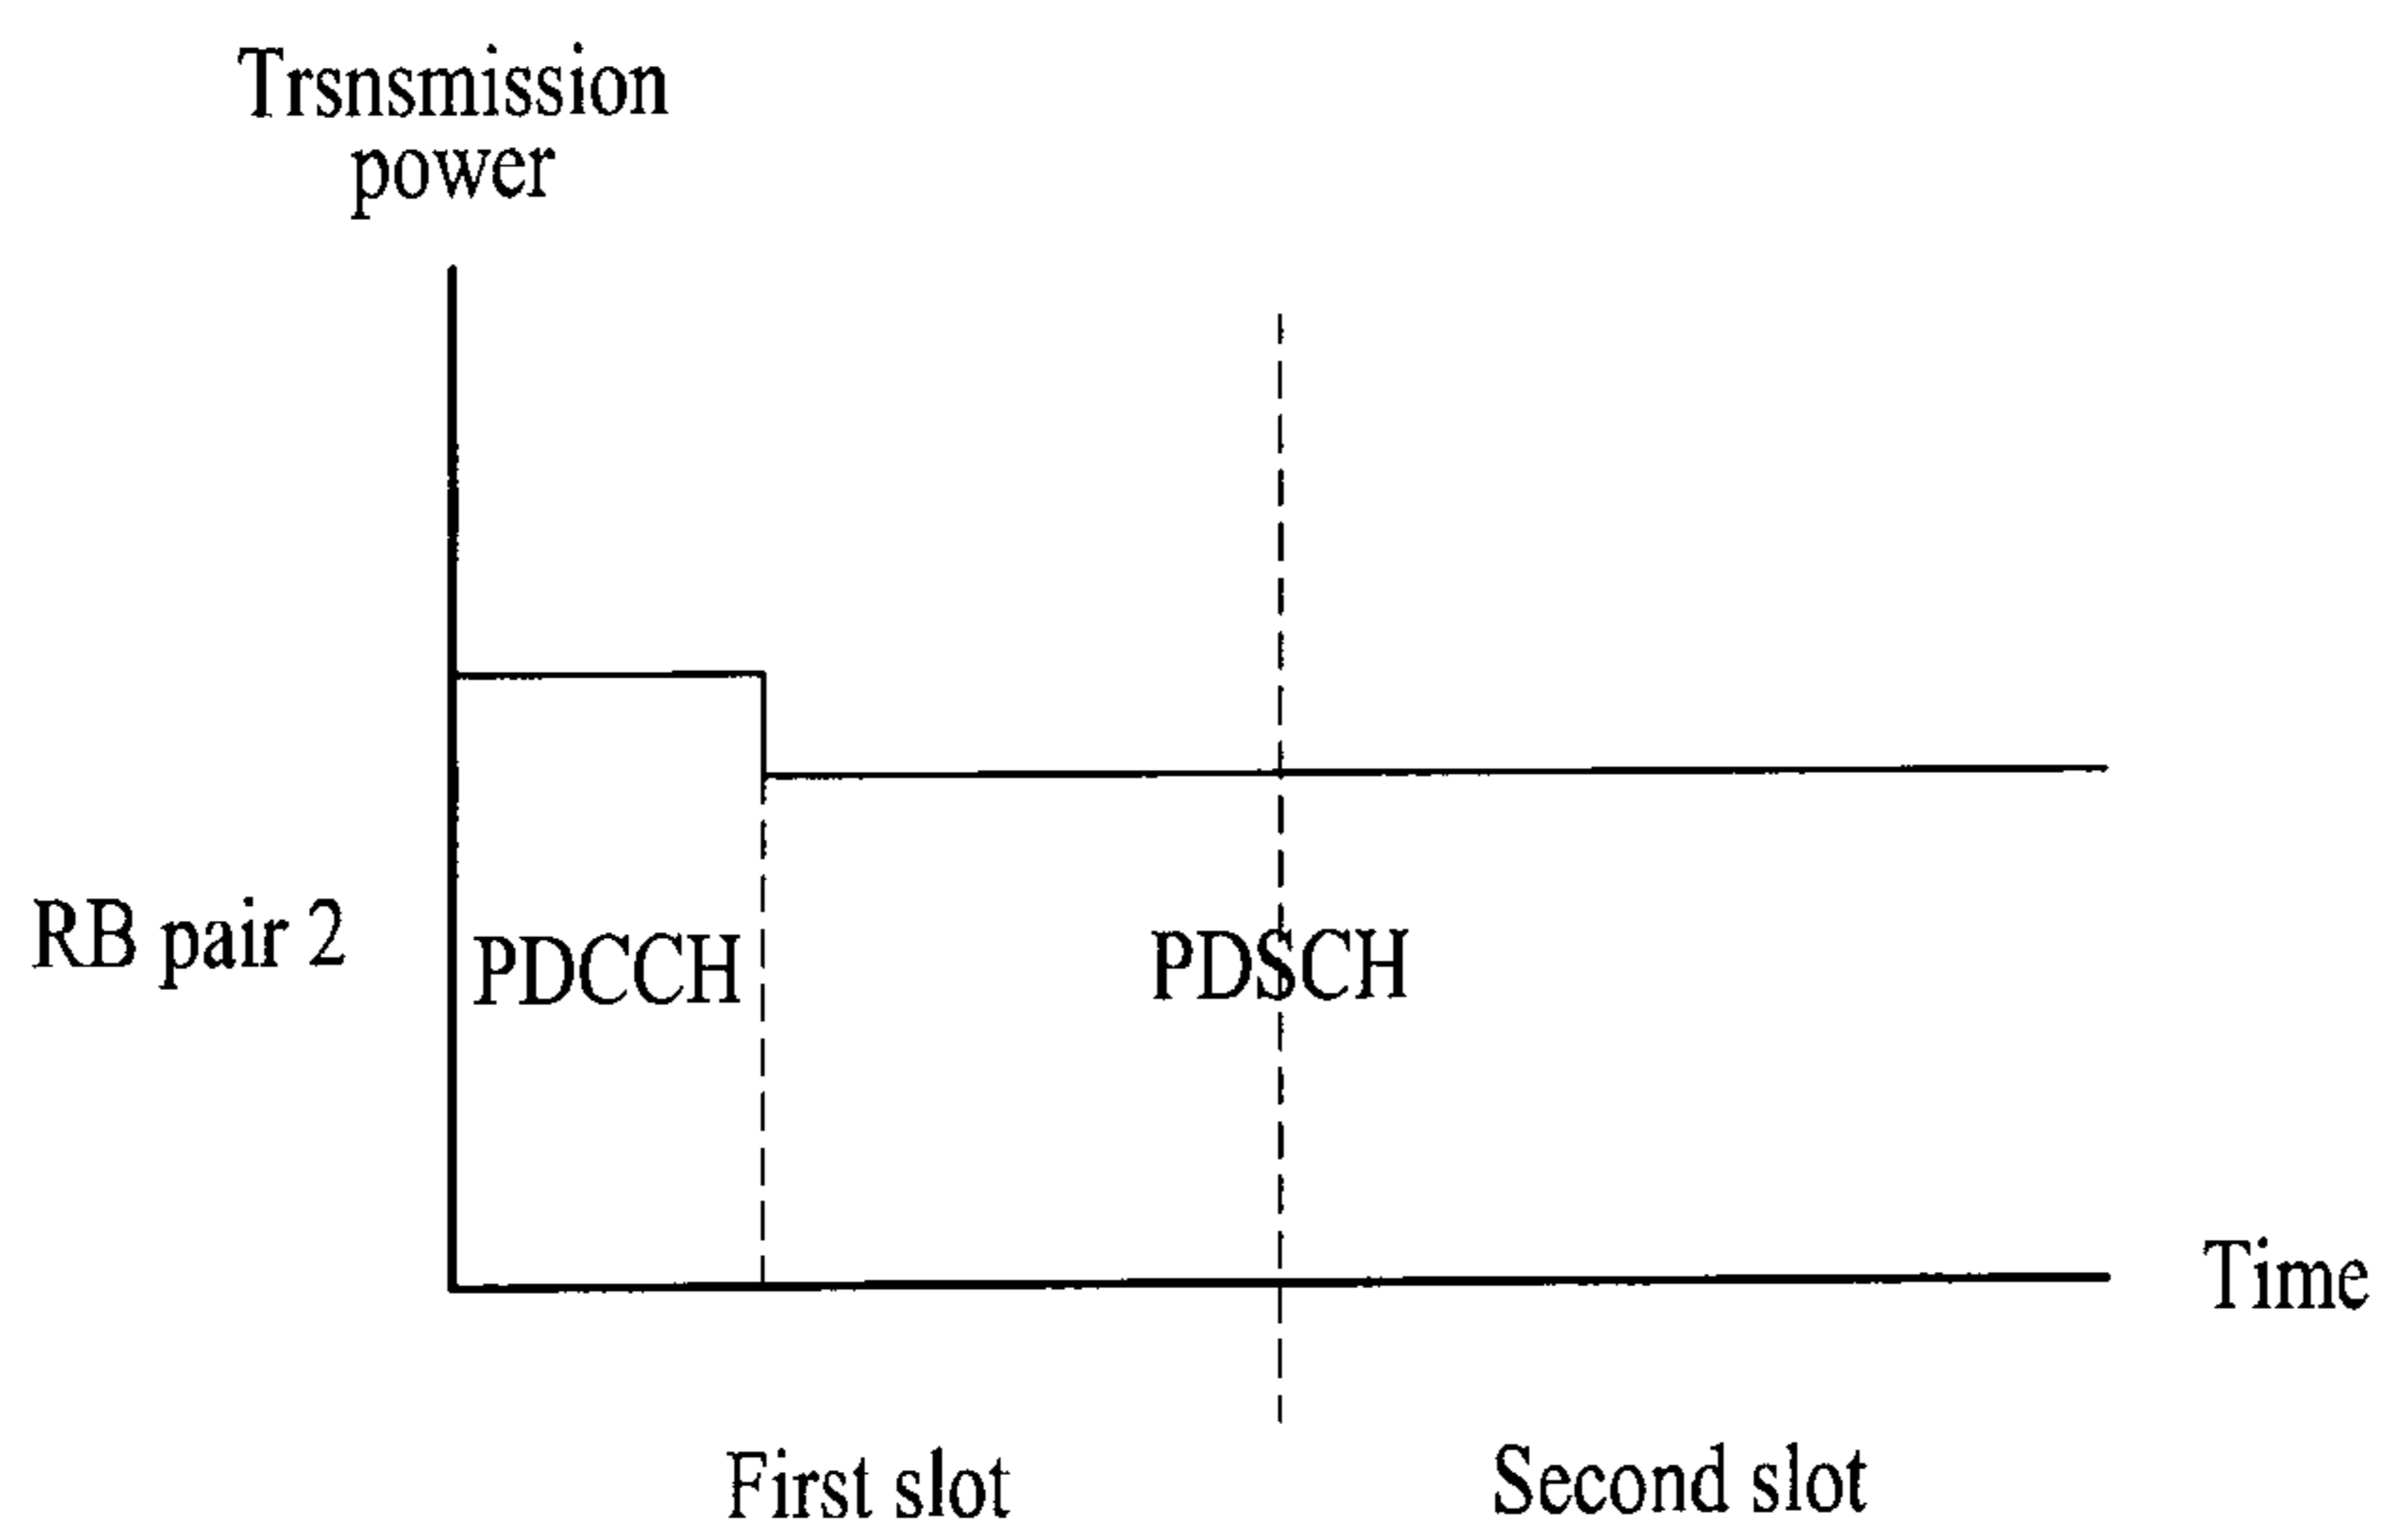 Trsnsmission
power
RB pair 2
PDCCH
PDSCH
Time
First slot
Second slot